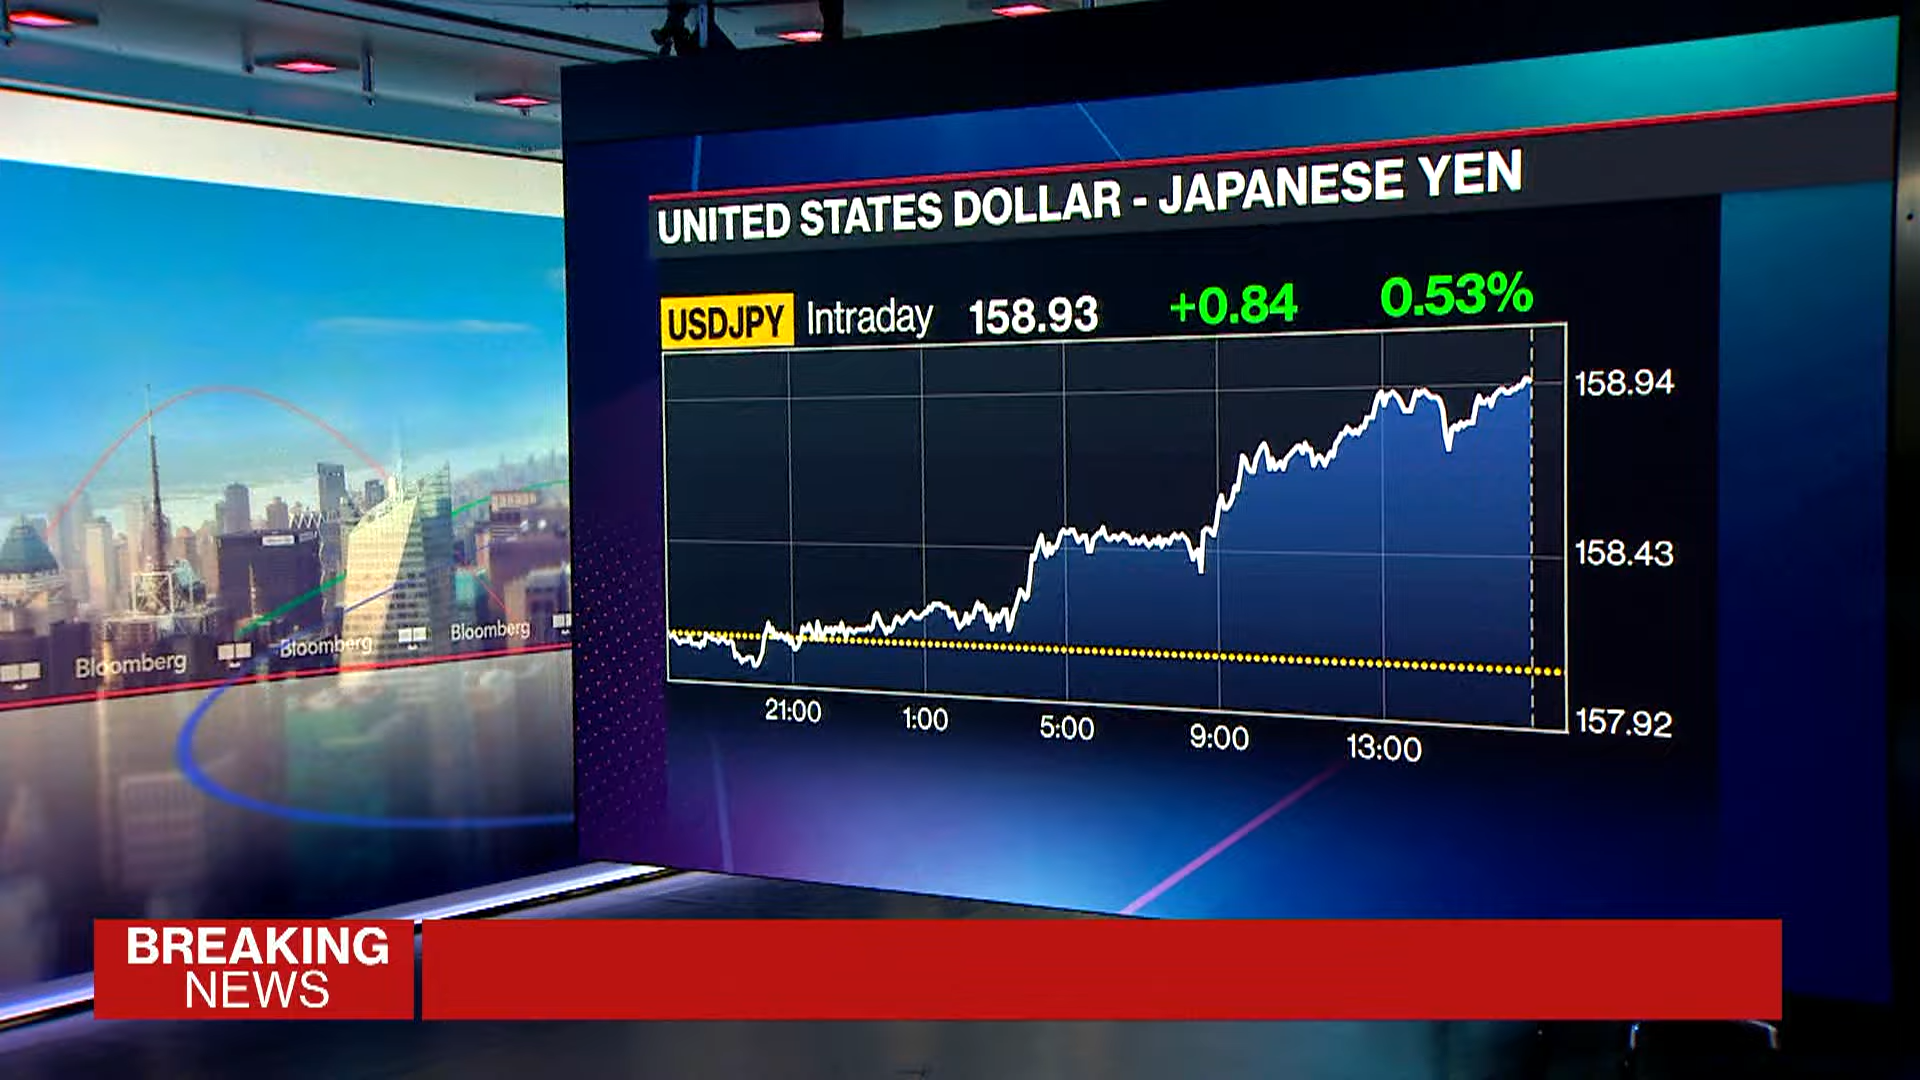 UNITED STATES DOLLAR - JAPANESE YEN
USDJPY Intraday 158.93 +0.84 0.53%
158.94
158.43
157.92
21:00 1:00 5:00 9:00 13:00
Bloomberg Bloomberg Bloomberg
BREAKING
NEWS